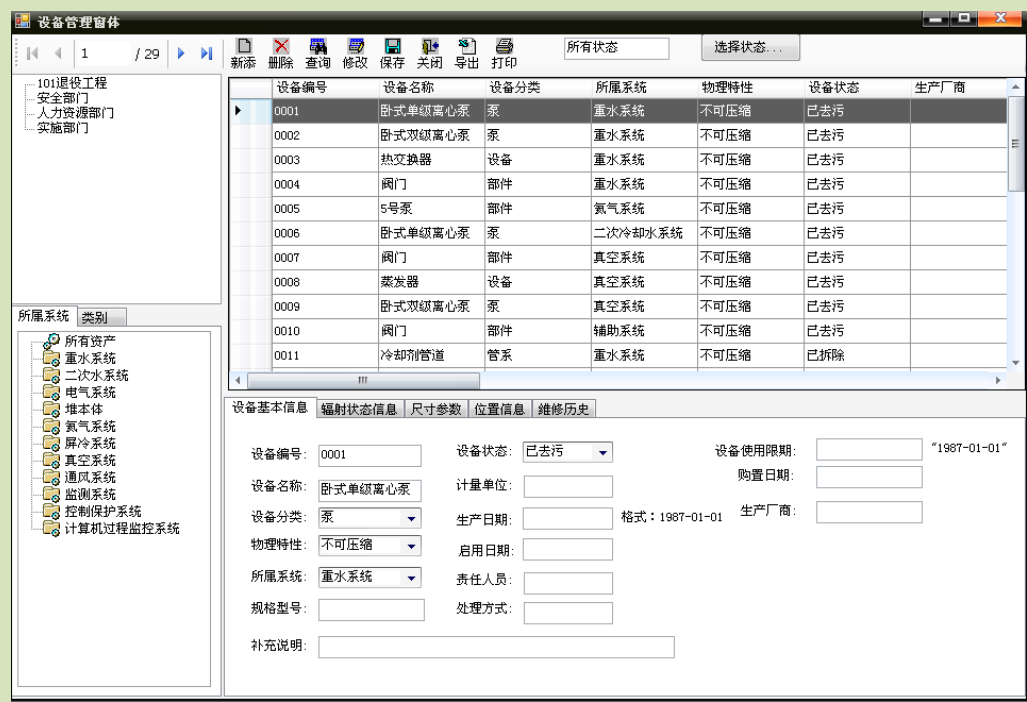 设备管理窗体
1 / 29
新添 删除 查询 修改 保存 关闭 导出 打印
所有状态 选择状态...
101退役工程
安全部门
人力资源部门
实施部门
设备编号 设备名称 设备分类 所属系统 物理特性 设备状态 生产厂商
0001 卧式单级离心泵 泵 重水系统 不可压缩 已去污
0002 卧式双级离心泵 泵 重水系统 不可压缩 已去污
0003 热交换器 设备 重水系统 不可压缩 已去污
0004 阀门 部件 重水系统 不可压缩 已去污
0005 5号泵 部件 氦气系统 不可压缩 已去污
0006 卧式单级离心泵 泵 二次冷却水系统 不可压缩 已去污
0007 阀门 部件 真空系统 不可压缩 已去污
0008 蒸发器 设备 真空系统 不可压缩 已去污
0009 卧式双级离心泵 泵 真空系统 不可压缩 已去污
0010 阀门 部件 辅助系统 不可压缩 已去污
0011 冷却剂管道 管系 重水系统 不可压缩 已拆除
所属系统 类别
所有资产
重水系统
二次水系统
电气系统
堆本体
氦气系统
屏冷系统
真空系统
通风系统
监测系统
控制保护系统
计算机过程监控系统
设备基本信息 辐射状态信息 尺寸参数 位置信息 维修历史
设备编号: 0001 设备状态: 已去污 设备使用限期: "1987-01-01"
设备名称: 卧式单级离心泵 计量单位: 购置日期:
设备分类: 泵 生产日期: 格式：1987-01-01 生产厂商:
物理特性: 不可压缩 启用日期:
所属系统: 重水系统 责任人员:
规格型号: 处理方式:
补充说明: